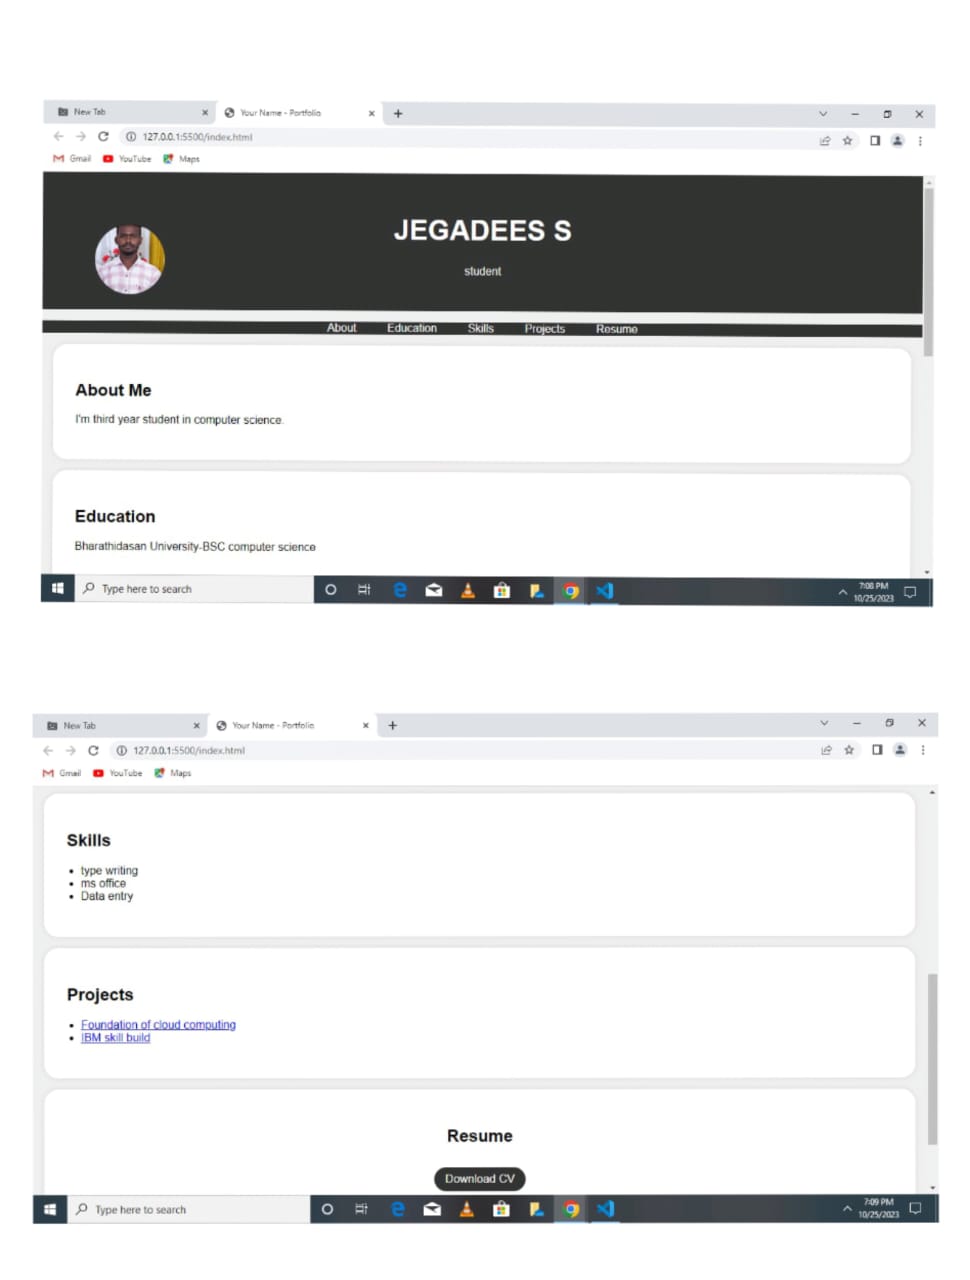 New Tab
Your Name - Portfolio
127.0.0.1:5500/index.html
Gmail YouTube Maps
JEGADEES S
student
About Education Skills Projects Resume
About Me
I'm third year student in computer science.
Education
Bharathidasan University-BSC computer science
Type here to search
7:08 PM
10/25/2023
New Tab
Your Name - Portfolio
127.0.0.1:5500/index.html
Gmail YouTube Maps
Skills
type writing
ms office
Data entry
Projects
Foundation of cloud computing
IBM skill build
Resume
Download CV
Type here to search
7:09 PM
10/25/2023